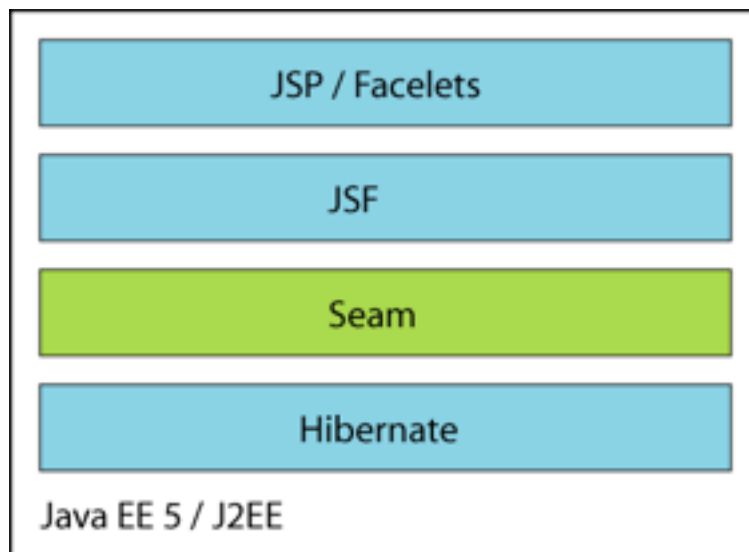 JSP / Facelets
JSF
Seam
Hibernate
Java EE 5 / J2EE